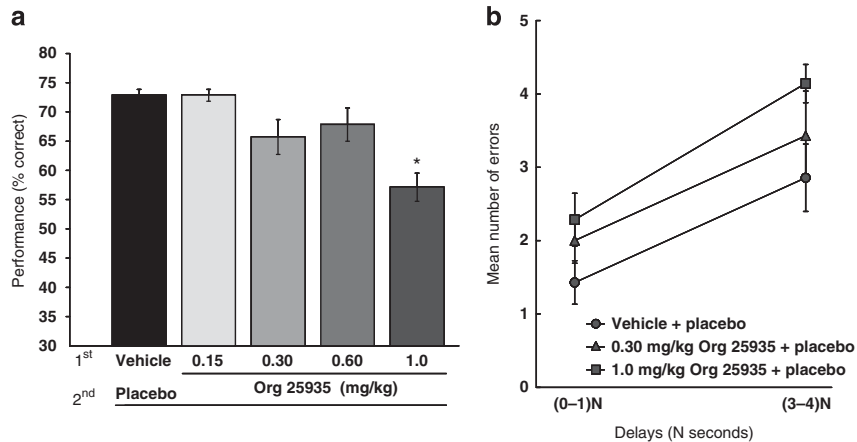 a
Performance (% correct)
80
75
70
65
60
55
50
45
40
35
30
*
1st Vehicle 0.15 0.30 0.60 1.0
2nd Placebo Org 25935 (mg/kg)
b
Mean number of errors
5
4
3
2
1
0
Vehicle + placebo
0.30 mg/kg Org 25935 + placebo
1.0 mg/kg Org 25935 + placebo
(0–1)N (3–4)N
Delays (N seconds)